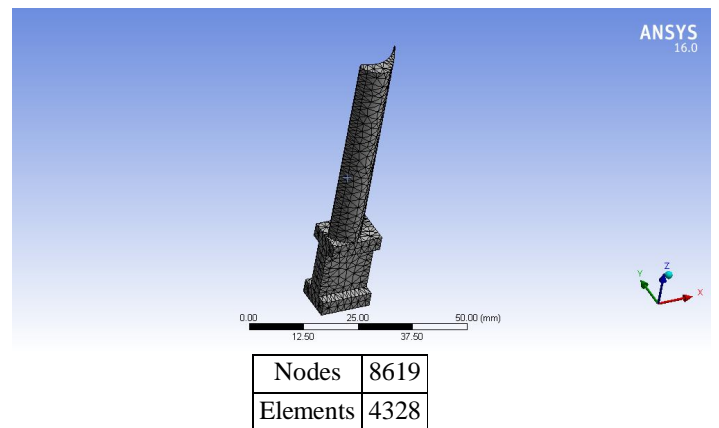 ANSYS
16.0
Z
Y
X
0.00 25.00 50.00 (mm)
12.50 37.50
Nodes 8619
Elements 4328